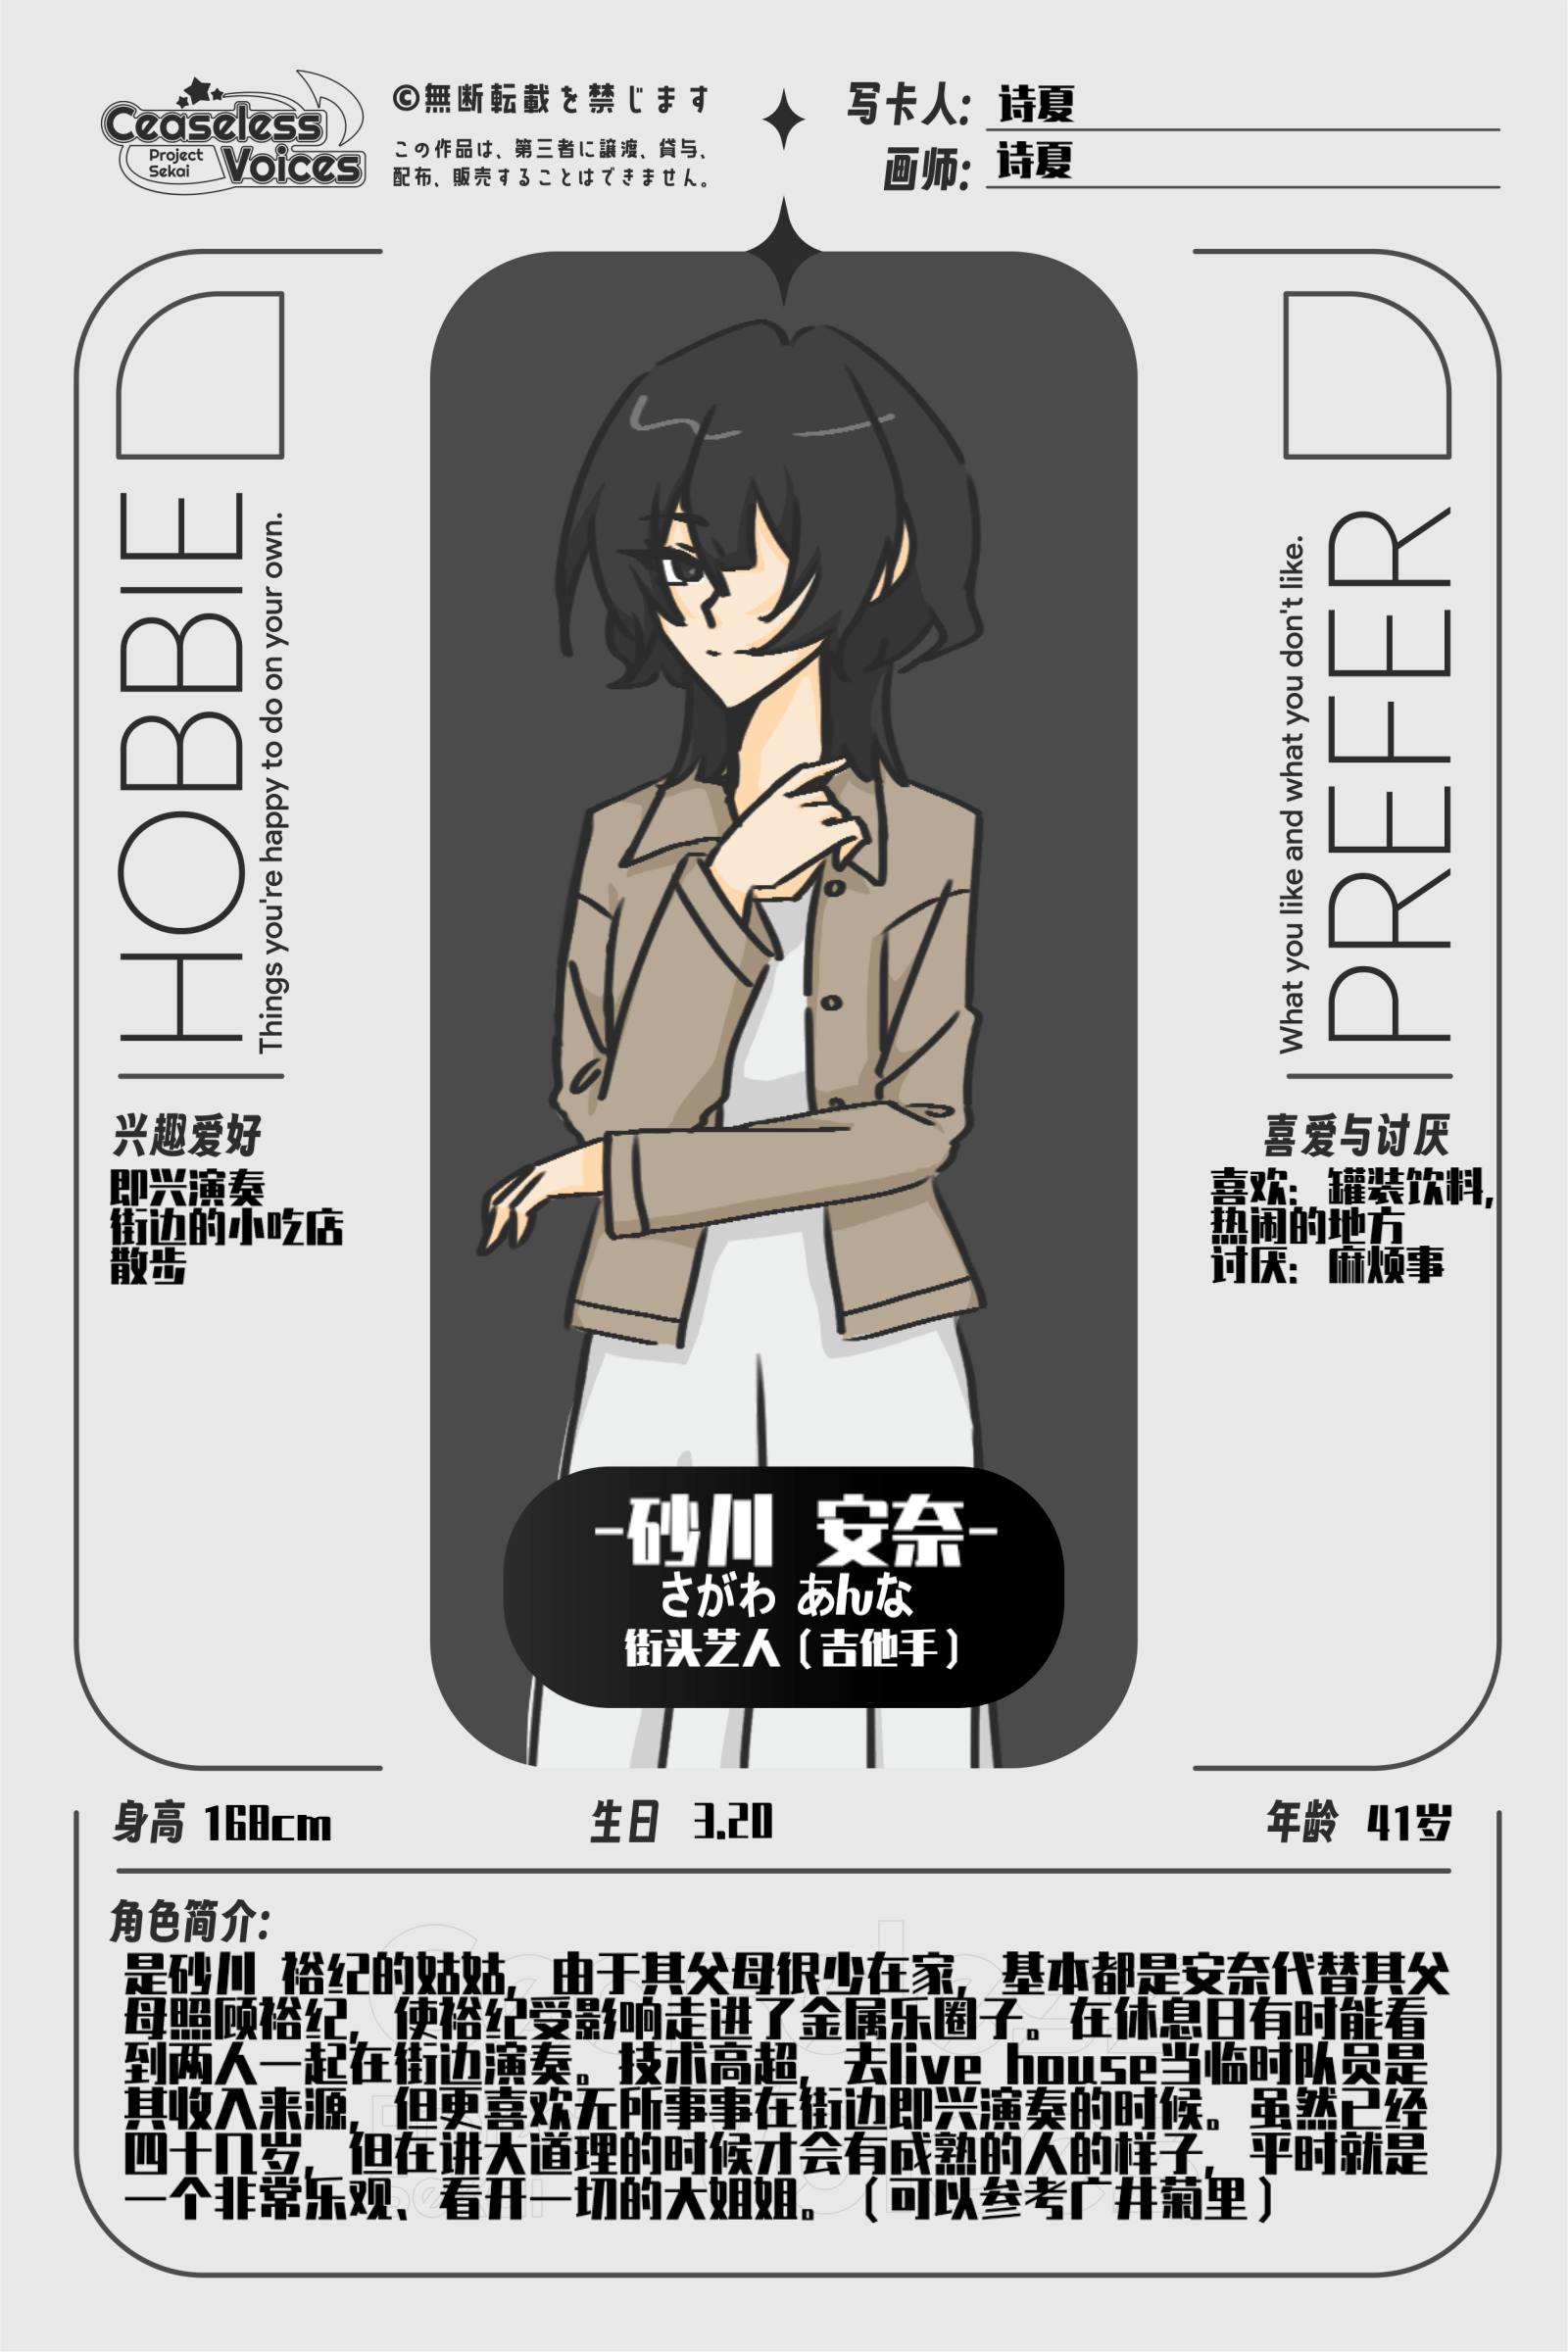 Ceaseless
Project
Sekai
Voices
©無断転載を禁じます
この作品は、第三者に譲渡、貸与、
配布、販売することはできません。
写卡人: 诗夏
画师: 诗夏
HOBBIE
Things you're happy to do on your own.
兴趣爱好
即兴演奏
街边的小吃店
散步
PREFER
What you like and what you don't like.
喜爱与讨厌
喜欢: 罐装饮料,
热闹的地方
讨厌: 麻烦事
-砂川 安奈-
さがわ あんな
街头艺人(吉他手)
身高 168cm
生日 3.20
年龄 41岁
角色简介:
是砂川 裕纪的姑姑, 由于其父母很少在家, 基本都是安奈代替其父
母照顾裕纪, 使裕纪受影响走进了金属乐圈子。在休息日有时能看
到两人一起在街边演奏。技术高超, 去live house当临时队员是
其收入来源, 但更喜欢无所事事在街边即兴演奏的时候。虽然已经
四十几岁, 但在讲大道理的时候才会有成熟的人的样子, 平时就是
一个非常乐观、看开一切的大姐姐。(可以参考广井菊里)